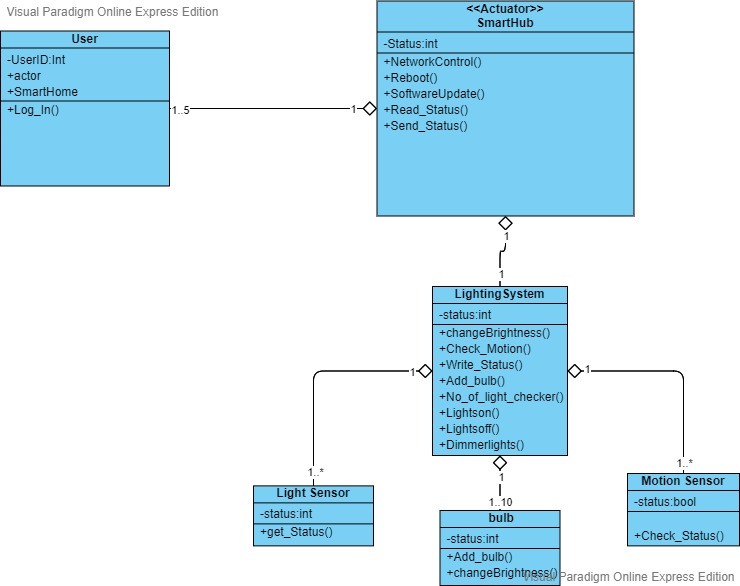 Visual Paradigm Online Express Edition
<<Actuator>>
SmartHub
-Status:int
+NetworkControl()
+Reboot()
+SoftwareUpdate()
+Read_Status()
+Send_Status()
User
-UserID:Int
+actor
+SmartHome
+Log_In()
1..5
1
1
1
LightingSystem
-status:int
+changeBrightness()
+Check_Motion()
+Write_Status()
+Add_bulb()
+No_of_light_checker()
+Lightson()
+Lightsoff()
+Dimmerlights()
1
1
1
1..*
1..10
1..*
Light Sensor
-status:int
+get_Status()
bulb
-status:int
+Add_bulb()
+changeBrightness()
Motion Sensor
-status:bool
+Check_Status()
Visual Paradigm Online Express Edition